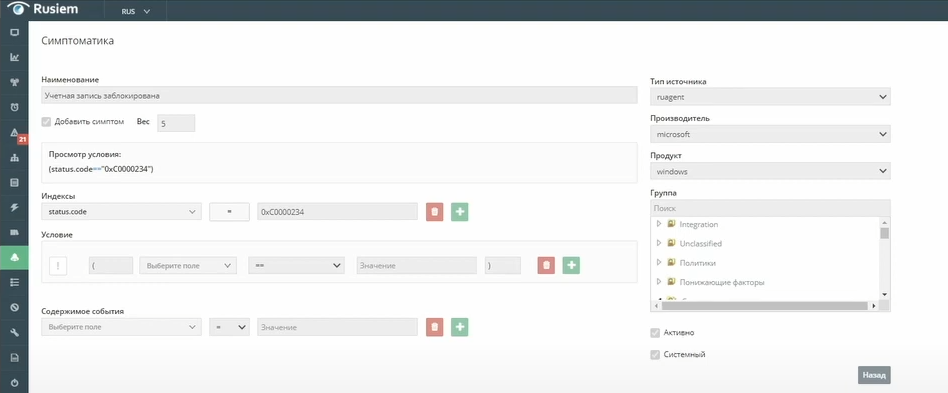 Rusiem
RUS
Симптоматика
Наименование
Учетная запись заблокирована
Добавить симптом Вес 5
Просмотр условия:
(status.code=="0xC0000234")
Индексы
status.code = 0xC0000234
Условие
! ( Выберите поле == Значение )
Содержимое события
Выберите поле = Значение
Тип источника
ruagent
Производитель
microsoft
Продукт
windows
Группа
Поиск
Integration
Unclassified
Политики
Понижающие факторы
Активно
Системный
Назад
21